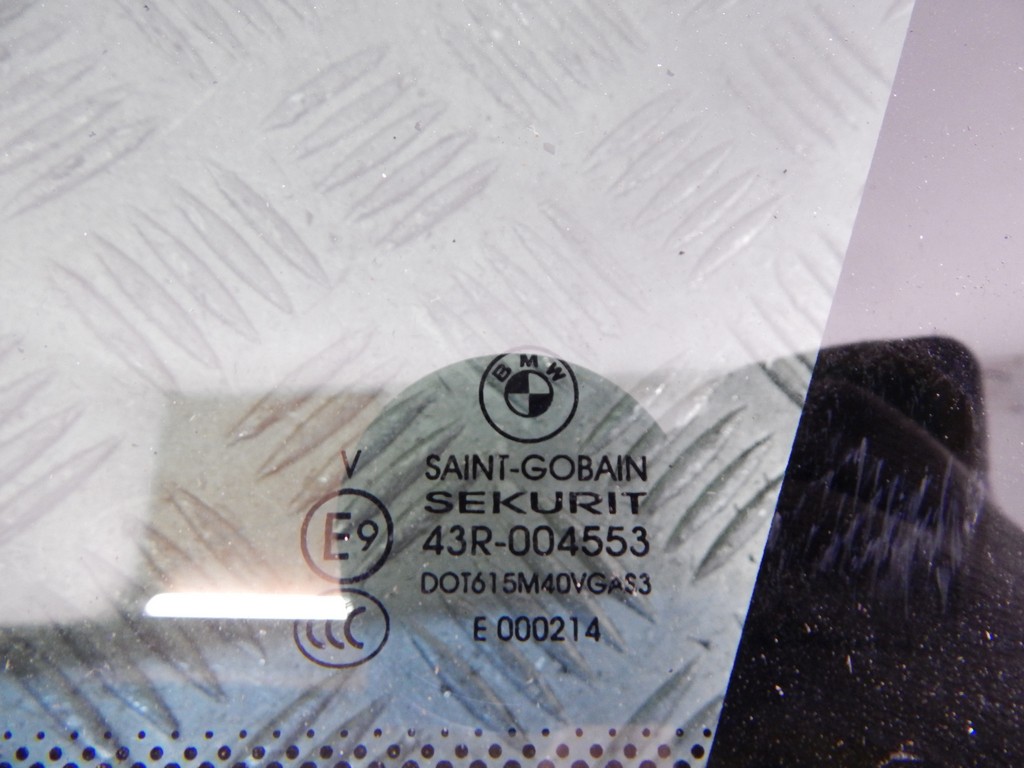 BMW
V
SAINT-GOBAIN
SEKURIT
E9
43R-004553
DOT615M40VGAS3
CCC
E 000214